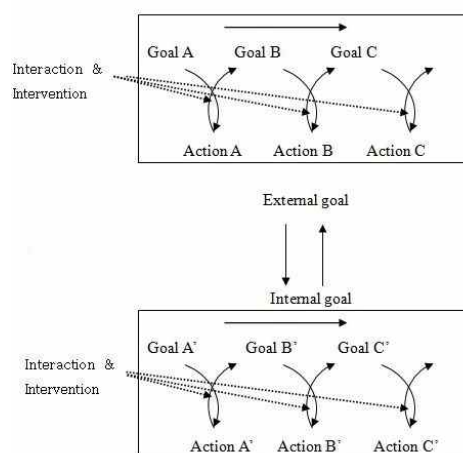 Goal A Goal B Goal C
Interaction &
Intervention
Action A Action B Action C
External goal
Internal goal
Goal A’ Goal B’ Goal C’
Interaction &
Intervention
Action A’ Action B’ Action C’